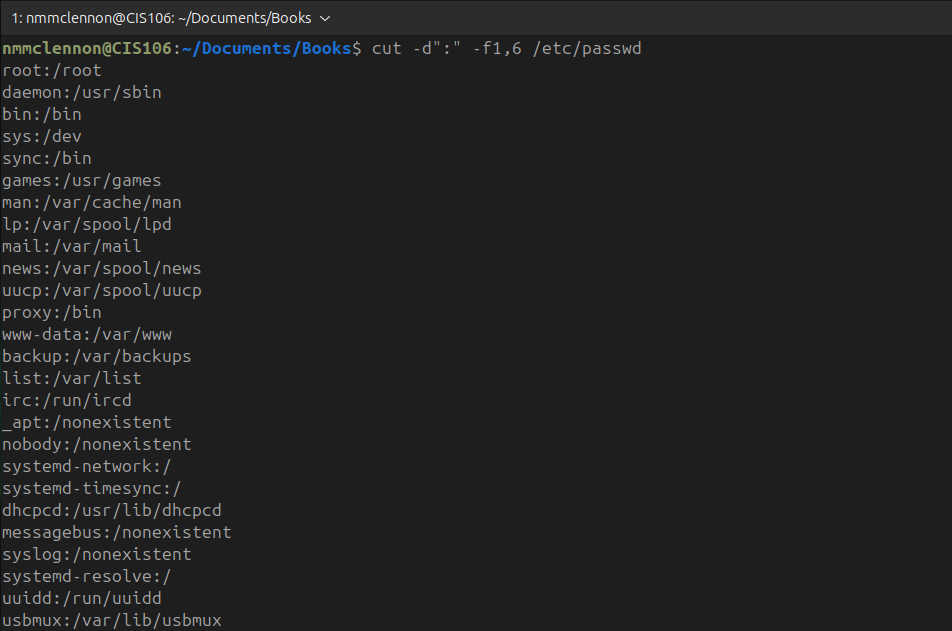 1: nmmclennon@CIS106: ~/Documents/Books
nmmclennon@CIS106:~/Documents/Books$ cut -d":" -f1,6 /etc/passwd
root:/root
daemon:/usr/sbin
bin:/bin
sys:/dev
sync:/bin
games:/usr/games
man:/var/cache/man
lp:/var/spool/lpd
mail:/var/mail
news:/var/spool/news
uucp:/var/spool/uucp
proxy:/bin
www-data:/var/www
backup:/var/backups
list:/var/list
irc:/run/ircd
_apt:/nonexistent
nobody:/nonexistent
systemd-network:/
systemd-timesync:/
dhcpcd:/usr/lib/dhcpcd
messagebus:/nonexistent
syslog:/nonexistent
systemd-resolve:/
uuidd:/run/uuidd
usbmux:/var/lib/usbmux